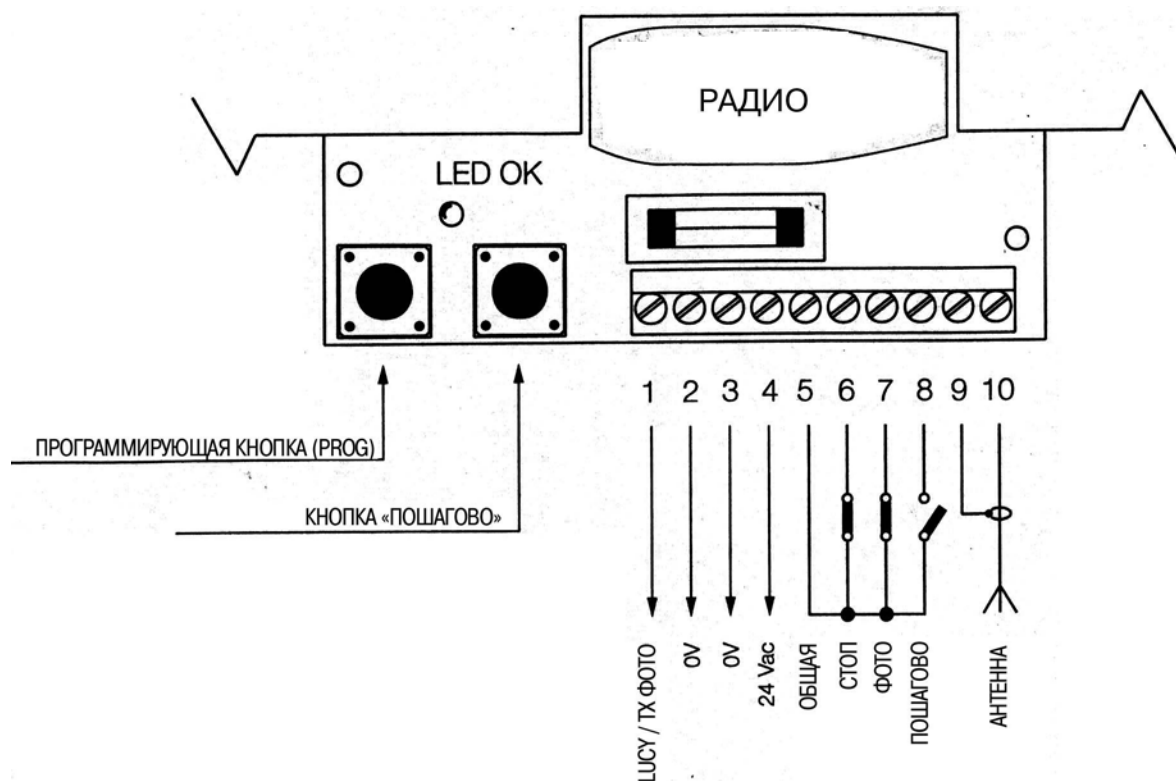 РАДИО
LED OK
1 2 3 4 5 6 7 8 9 10
ПРОГРАММИРУЮЩАЯ КНОПКА (PROG)
КНОПКА «ПОШАГОВО»
LUCY / TX ФОТО
0V
0V
24 Vac
ОБЩАЯ
СТОП
ФОТО
ПОШАГОВО
АНТЕННА